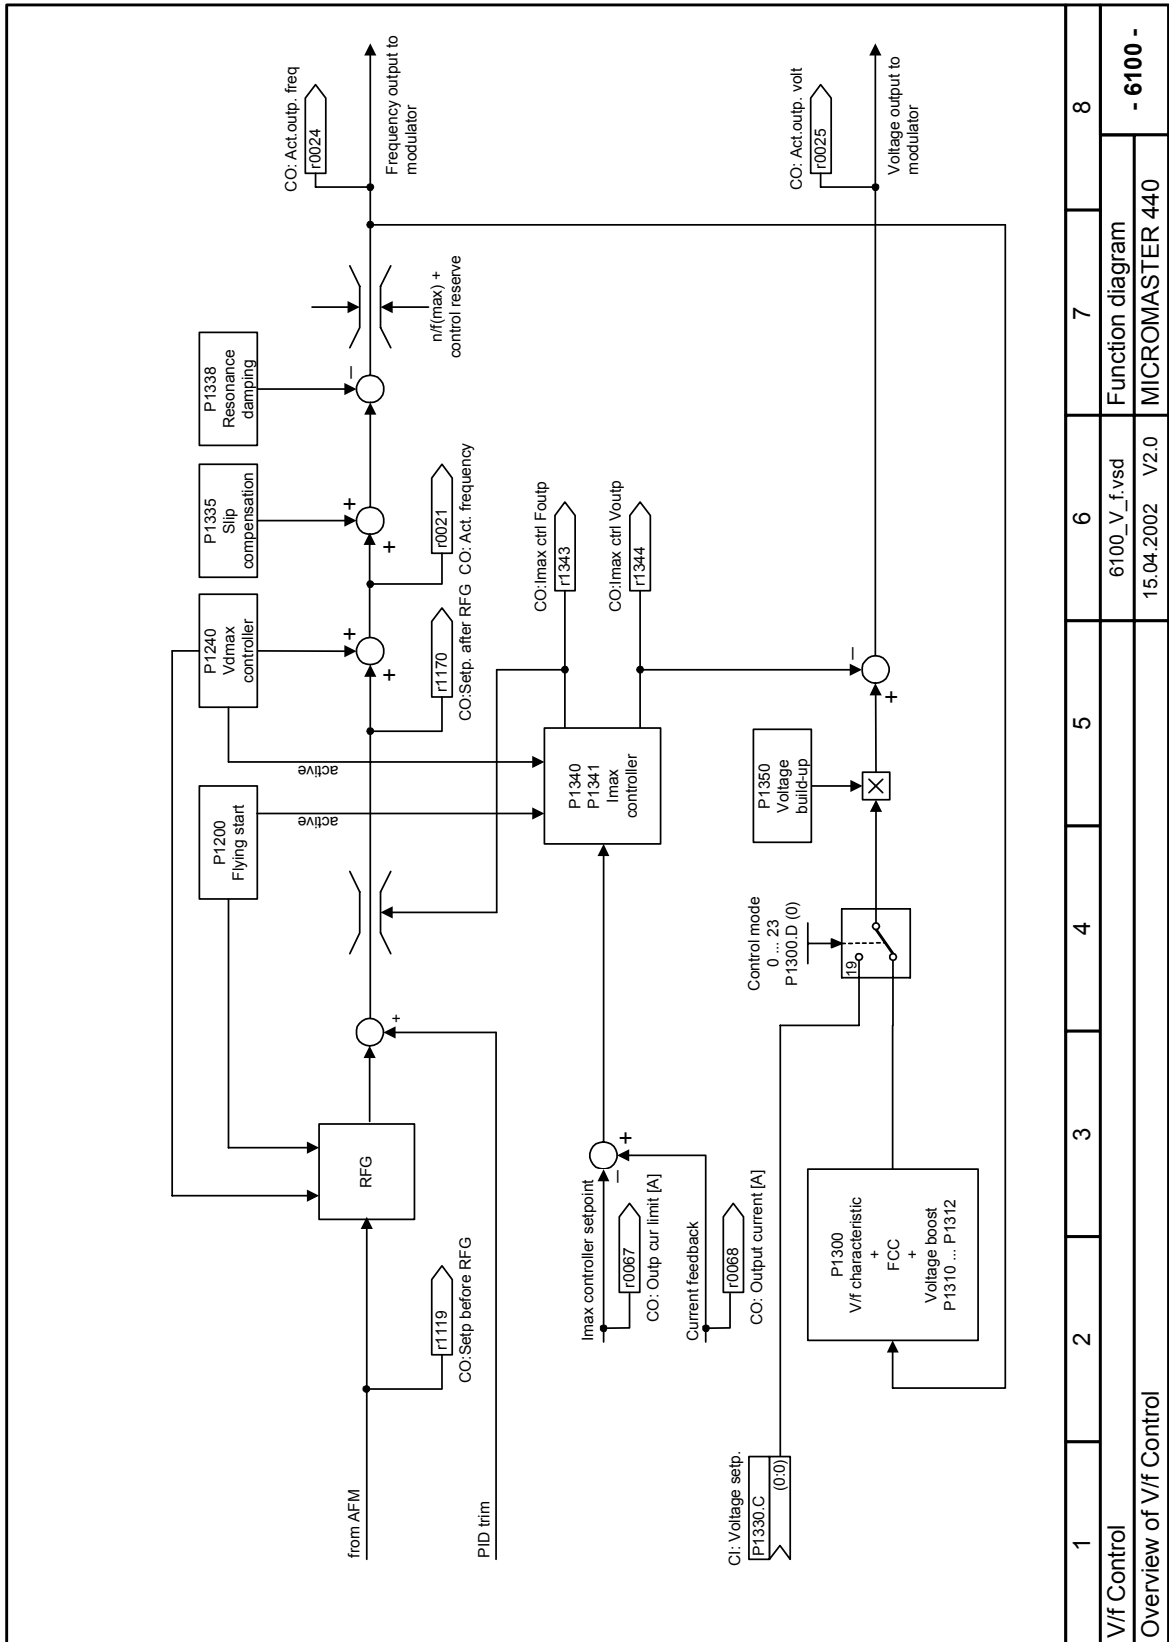 P1200
Flying start
P1240
Vdmax
controller
P1335
Slip
compensation
P1338
Resonance
damping
CO: Act.outp. freq
r0024
active
active
from AFM
RFG
+
+
+
+
+
–
Frequency output to
modulator
r1119
CO:Setp before RFG
r1170
CO:Setp. after RFG
r0021
CO: Act. frequency
n/f(max) +
control reserve
PID trim
CO:Imax ctrl Foutp
r1343
P1340
P1341
Imax
controller
CO:Imax ctrl Voutp
r1344
Imax controller setpoint
–
+
r0067
CO: Outp cur limit [A]
Current feedback
r0068
CO: Output current [A]
CI: Voltage setp.
P1330.C
(0:0)
Control mode
0 ... 23
P1300.D (0)
19
P1350
Voltage
build-up
–
+
CO: Act.outp. volt
r0025
Voltage output to
modulator
P1300
V/f characteristic
+
FCC
+
Voltage boost
P1310 ... P1312
1 2 3 4 5 6 7 8
V/f Control 6100_V_f.vsd Function diagram - 6100 -
Overview of V/f Control 15.04.2002 V2.0 MICROMASTER 440